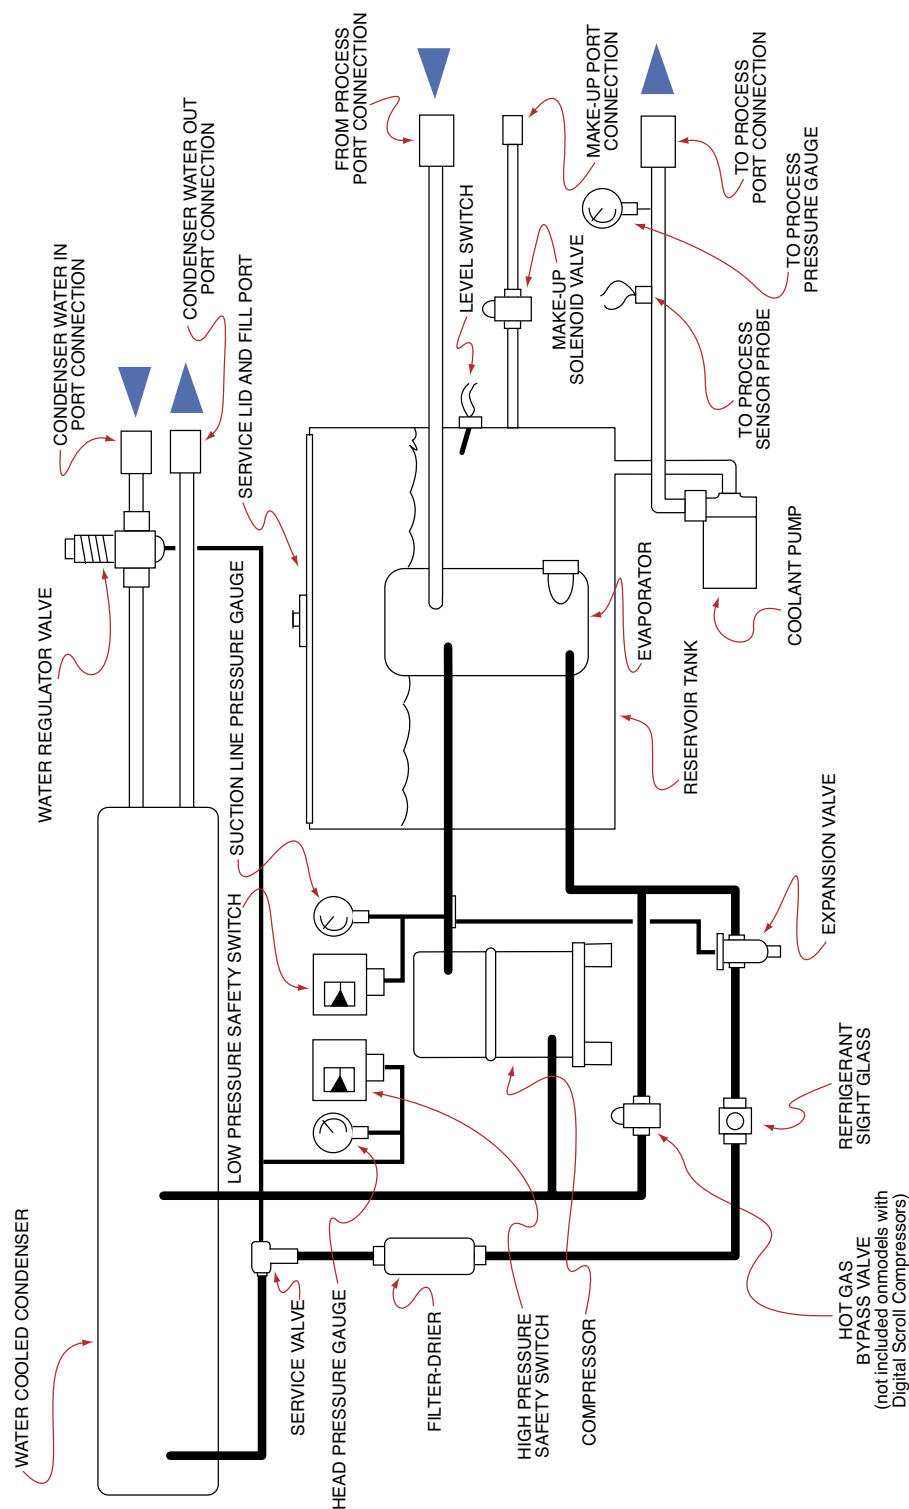 WATER COOLED CONDENSER
WATER REGULATOR VALVE
CONDENSER WATER IN
PORT CONNECTION
CONDENSER WATER OUT
PORT CONNECTION
SERVICE LID AND FILL PORT
SUCTION LINE PRESSURE GAUGE
LOW PRESSURE SAFETY SWITCH
SERVICE VALVE
HEAD PRESSURE GAUGE
FILTER-DRIER
HIGH PRESSURE
SAFETY SWITCH
COMPRESSOR
FROM PROCESS
PORT CONNECTION
LEVEL SWITCH
MAKE-UP
SOLENOID VALVE
MAKE-UP PORT
CONNECTION
TO PROCESS
PORT CONNECTION
TO PROCESS
PRESSURE GAUGE
TO PROCESS
SENSOR PROBE
COOLANT PUMP
EVAPORATOR
RESERVOIR TANK
EXPANSION VALVE
REFRIGERANT
SIGHT GLASS
HOT GAS
BYPASS VALVE
(not included onmodels with
Digital Scroll Compressors)